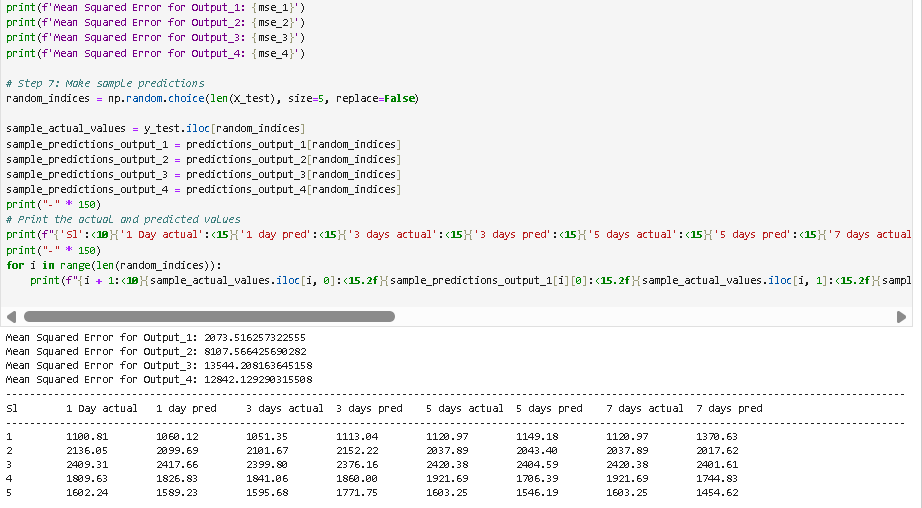 print(f'Mean Squared Error for Output_1: {mse_1}')
print(f'Mean Squared Error for Output_2: {mse_2}')
print(f'Mean Squared Error for Output_3: {mse_3}')
print(f'Mean Squared Error for Output_4: {mse_4}')
# Step 7: Make sample predictions
random_indices = np.random.choice(len(X_test), size=5, replace=False)
sample_actual_values = y_test.iloc[random_indices]
sample_predictions_output_1 = predictions_output_1[random_indices]
sample_predictions_output_2 = predictions_output_2[random_indices]
sample_predictions_output_3 = predictions_output_3[random_indices]
sample_predictions_output_4 = predictions_output_4[random_indices]
print("-" * 150)
# Print the actual and predicted values
print(f"{'Sl':<10}{'1 Day actual':<15}{'1 day pred':<15}{'3 days actual':<15}{'3 days pred':<15}{'5 days actual':<15}{'5 days pred':<15}{'7 days actual
print("-" * 150)
for i in range(len(random_indices)):
    print(f"{i + 1:<10}{sample_actual_values.iloc[i, 0]:<15.2f}{sample_predictions_output_1[i][0]:<15.2f}{sample_actual_values.iloc[i, 1]:<15.2f}{sampl
Mean Squared Error for Output_1: 2073.516257322555
Mean Squared Error for Output_2: 8107.566425690282
Mean Squared Error for Output_3: 13544.208163645158
Mean Squared Error for Output_4: 12842.129290315508
------------------------------------------------------------------------------------------------------------------------------------------------------
Sl        1 Day actual   1 day pred     3 days actual  3 days pred    5 days actual  5 days pred    7 days actual  7 days pred
------------------------------------------------------------------------------------------------------------------------------------------------------
1         1100.81        1060.12        1051.35        1113.04        1120.97        1149.18        1120.97        1370.63
2         2136.05        2099.69        2101.67        2152.22        2037.89        2043.40        2037.89        2017.62
3         2409.31        2417.66        2399.80        2376.16        2420.38        2404.59        2420.38        2401.61
4         1809.63        1826.83        1841.06        1860.00        1921.69        1706.39        1921.69        1744.83
5         1602.24        1589.23        1595.68        1771.75        1603.25        1546.19        1603.25        1454.62